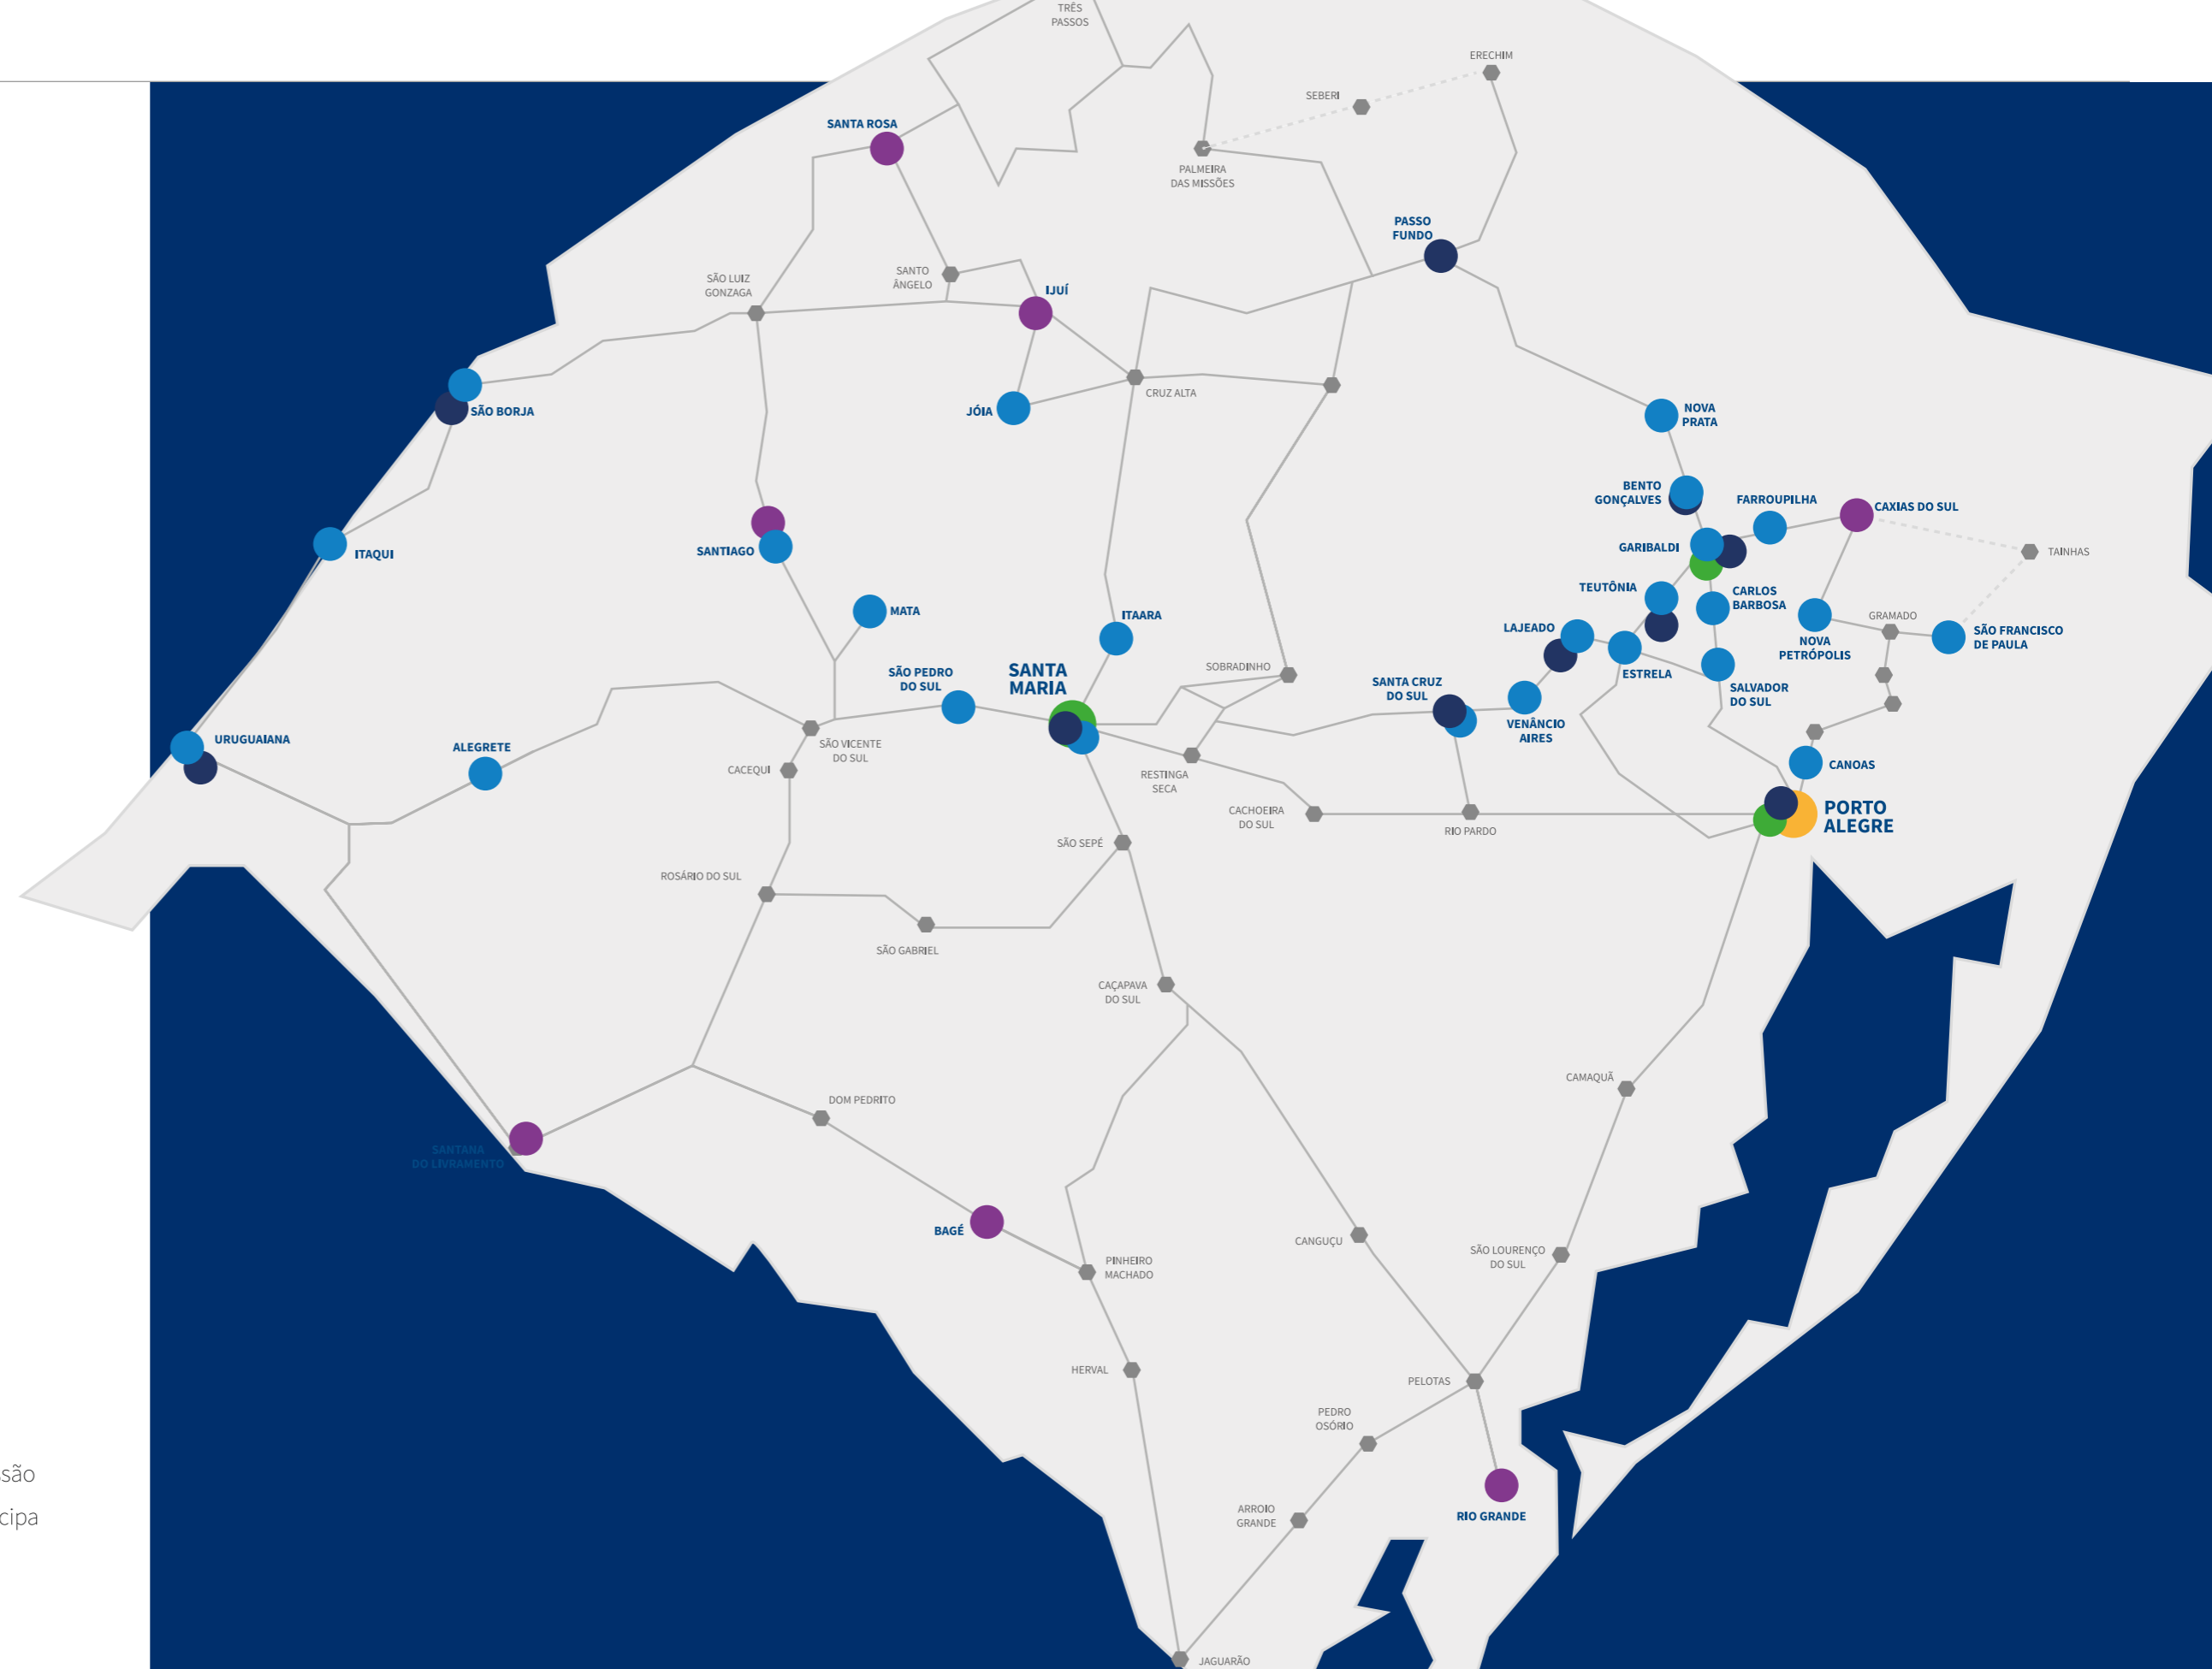 TRÊS
PASSOS
ERECHIM
SEBERI
SANTA ROSA
PALMEIRA
DAS MISSÕES
PASSO
FUNDO
SANTO
ÂNGELO
SÃO LUIZ
GONZAGA
IJUÍ
CRUZ ALTA
SÃO BORJA
JÓIA
NOVA
PRATA
BENTO
GONÇALVES
FARROUPILHA
CAXIAS DO SUL
GARIBALDI
TAINHAS
ITAQUI
SANTIAGO
TEUTÔNIA
CARLOS
BARBOSA
MATA
ITAARA
GRAMADO
LAJEADO
SÃO FRANCISCO
DE PAULA
NOVA
PETRÓPOLIS
SANTA
MARIA
SOBRADINHO
ESTRELA
SÃO PEDRO
DO SUL
SANTA CRUZ
DO SUL
SALVADOR
DO SUL
VENÂNCIO
AIRES
URUGUAIANA
ALEGRETE
SÃO VICENTE
DO SUL
CACEQUI
RESTINGA
SECA
CANOAS
PORTO
ALEGRE
CACHOEIRA
DO SUL
RIO PARDO
SÃO SEPÉ
ROSÁRIO DO SUL
SÃO GABRIEL
CAÇAPAVA
DO SUL
CAMAQUÃ
DOM PEDRITO
SANTANA
DO LIVRAMENTO
BAGÉ
CANGUÇU
SÃO LOURENÇO
DO SUL
PINHEIRO
MACHADO
HERVAL
PELOTAS
PEDRO
OSÓRIO
são
cipa
ARROIO
GRANDE
RIO GRANDE
JAGUARÃO